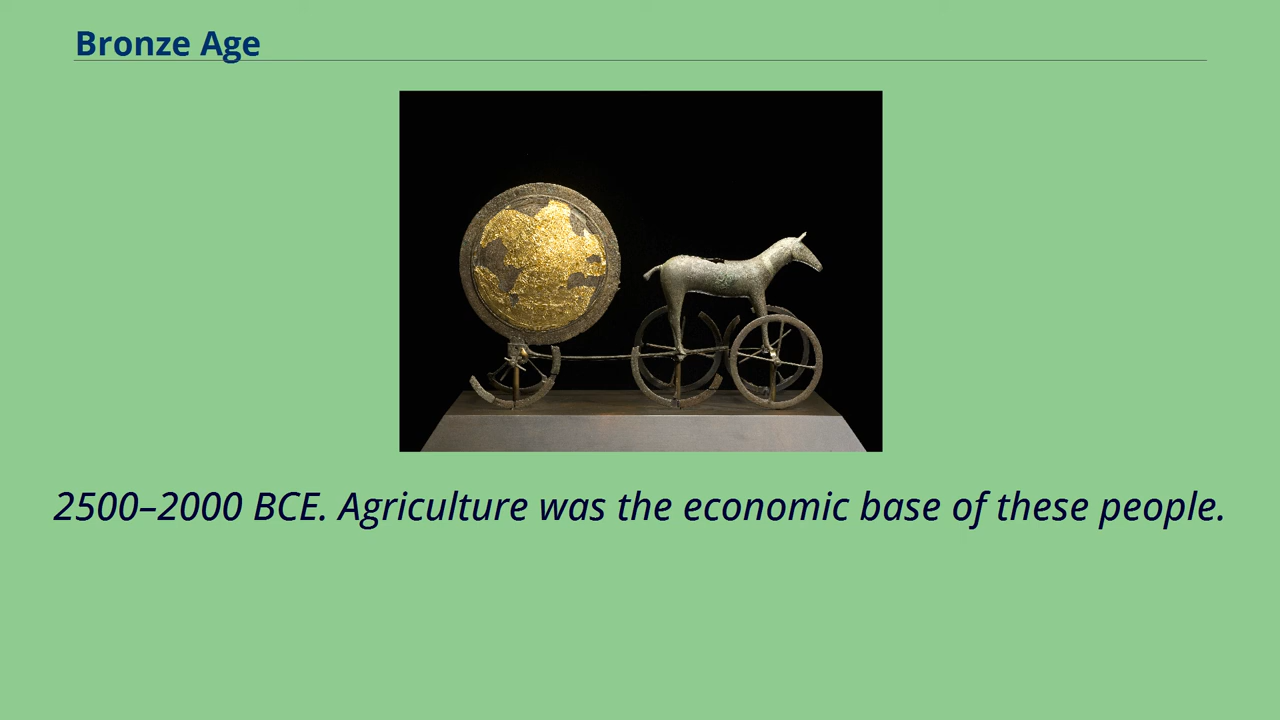 Bronze Age
2500–2000 BCE. Agriculture was the economic base of these people.